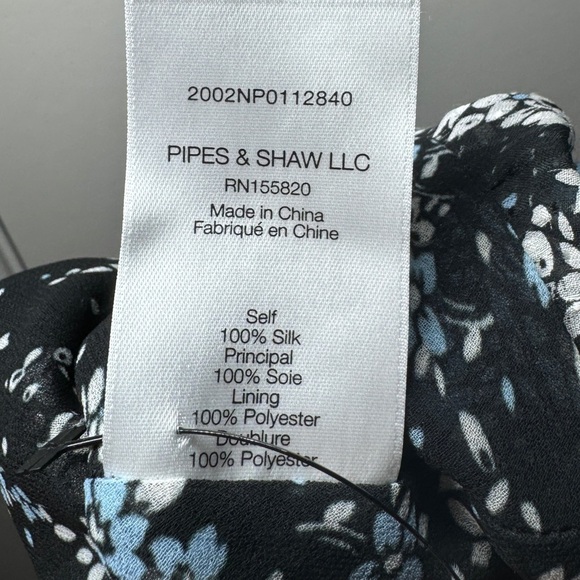 2002NP0112840
PIPES & SHAW LLC
RN155820
Made in China
Fabriqué en Chine
Self
100% Silk
Principal
100% Soie
Lining
100% Polyester
Doublure
100% Polyester